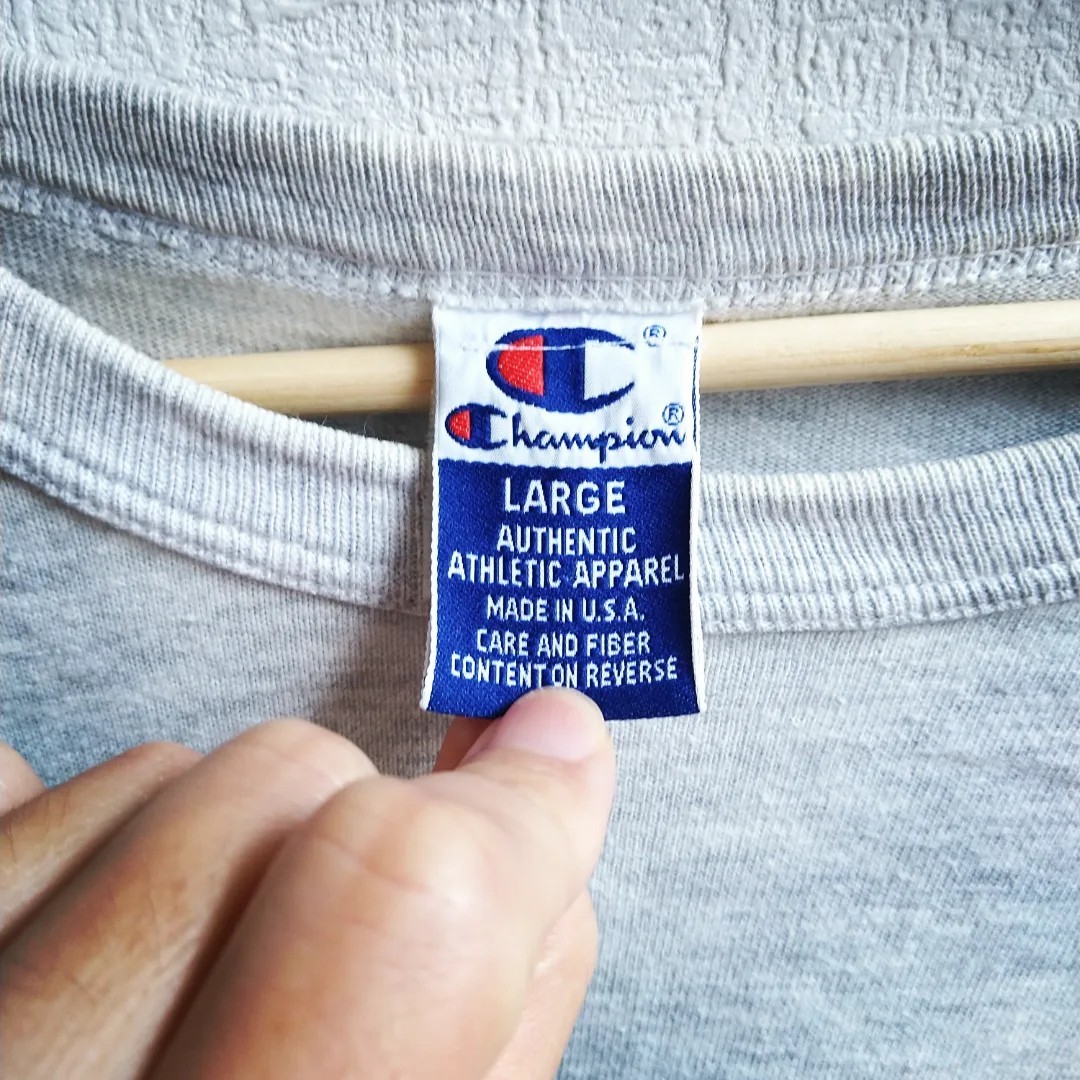 ®
Champion®
LARGE
AUTHENTIC
ATHLETIC APPAREL
MADE IN U.S.A.
CARE AND FIBER
CONTENT ON REVERSE